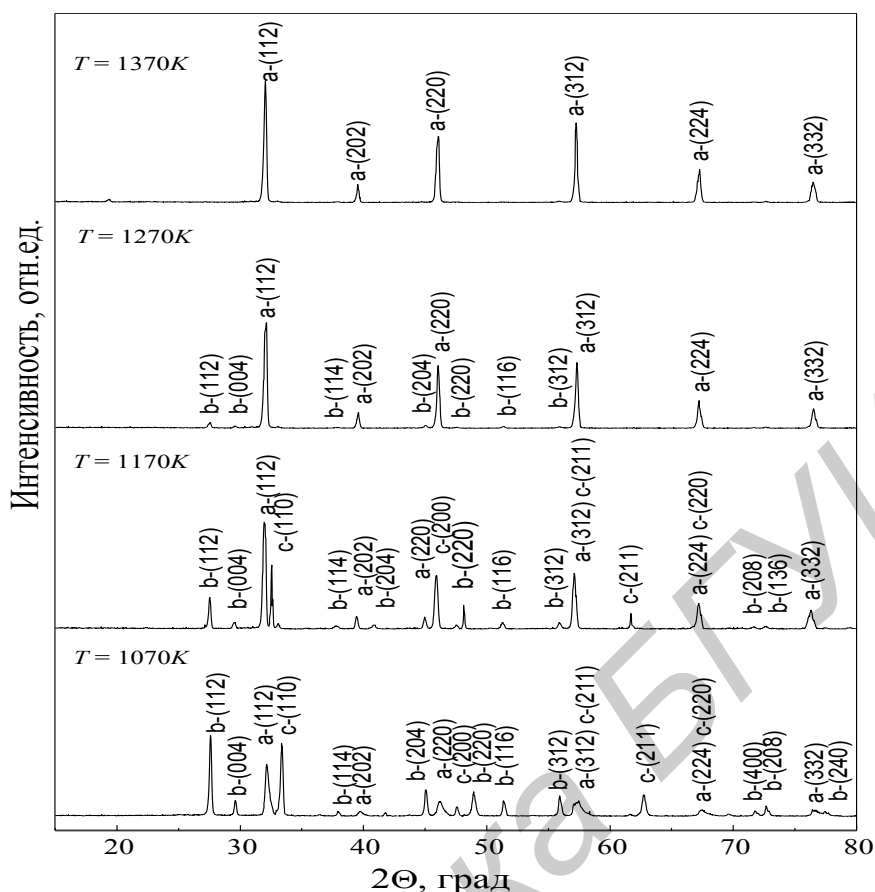 Интенсивность, отн.ед.
T = 1370K
a-(112)
a-(202)
a-(220)
a-(312)
a-(224)
a-(332)
T = 1270K
b-(112)
b-(004)
a-(112)
b-(114)
a-(202)
b-(204)
a-(220)
b-(220)
b-(116)
b-(312)
a-(312)
a-(224)
a-(332)
T = 1170K
b-(112)
b-(004)
a-(112)
c-(110)
b-(114)
a-(202)
b-(204)
a-(220)
c-(200)
b-(220)
b-(116)
b-(312)
a-(312) c-(211)
c-(211)
a-(224) c-(220)
b-(208)
b-(136)
a-(332)
T = 1070K
b-(112)
b-(004)
a-(112)
c-(110)
b-(114)
a-(202)
b-(204)
a-(220)
c-(200)
b-(220)
b-(116)
b-(312)
a-(312) c-(211)
c-(211)
a-(224) c-(220)
b-(400)
b-(208)
a-(332)
b-(240)
20 30 40 50 60 70 80
2Θ, град